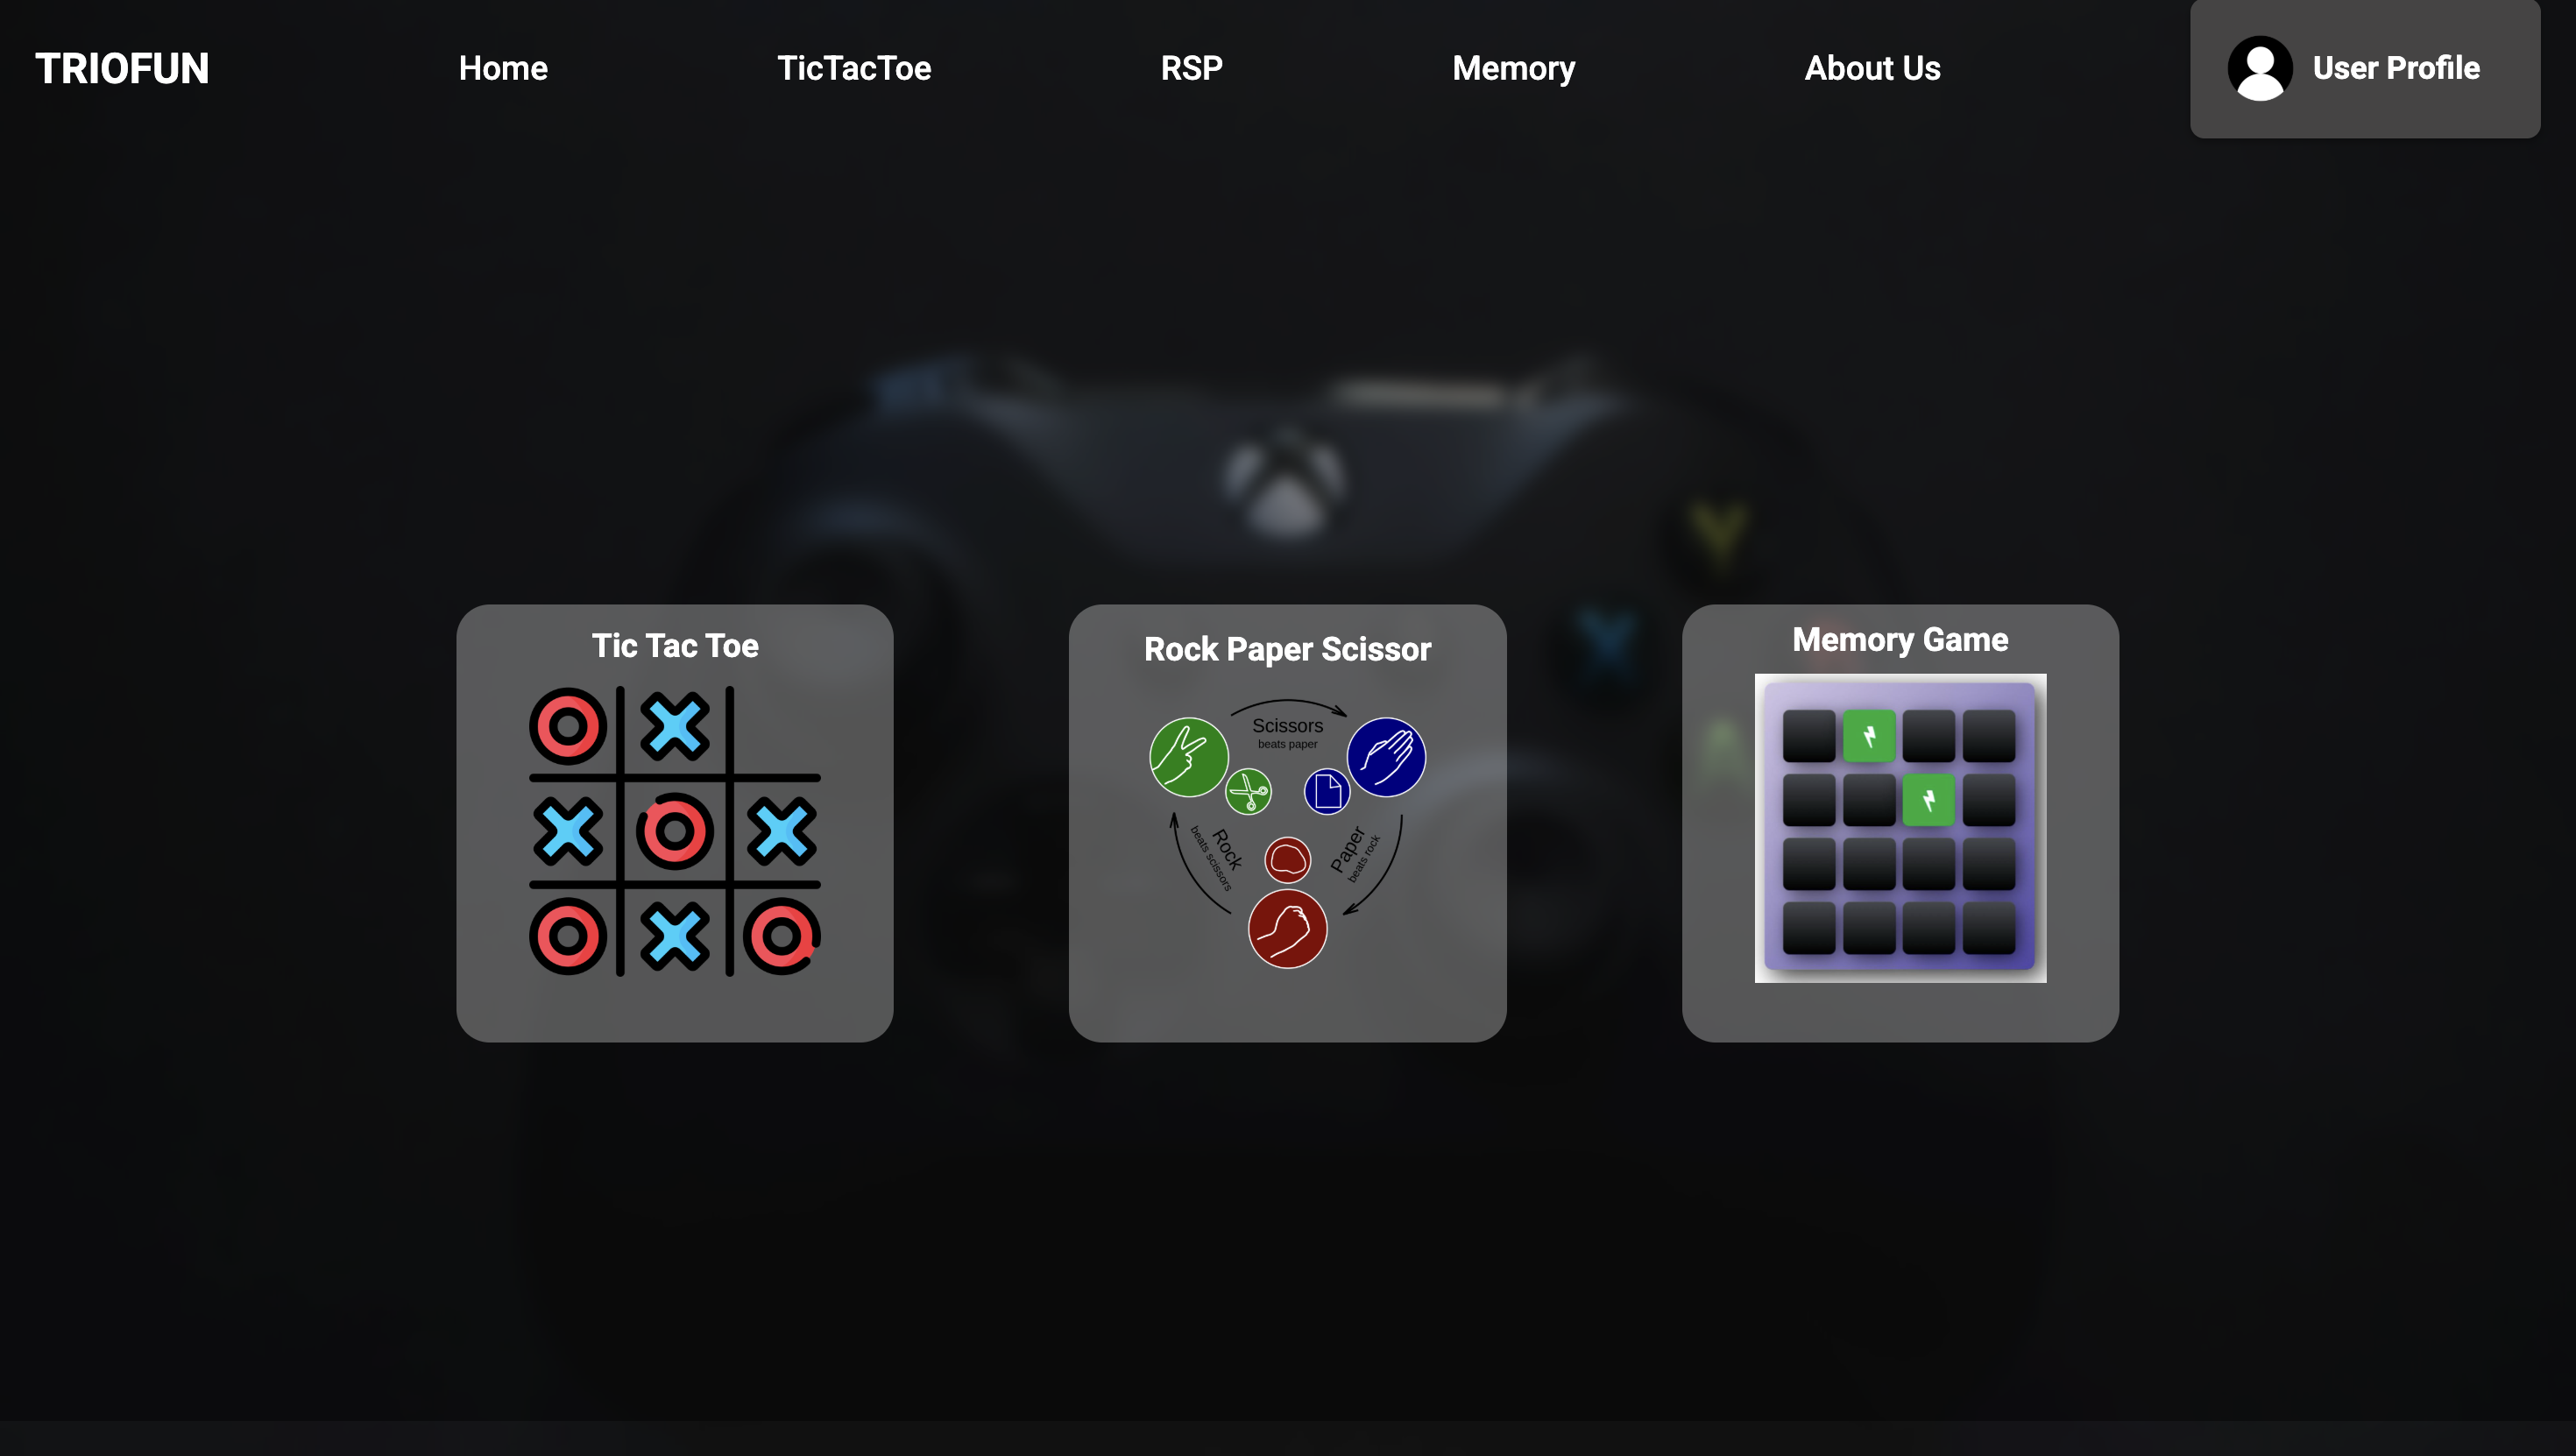 TRIOFUN
Home
TicTacToe
RSP
Memory
About Us
User Profile
Y
X
A
Tic Tac Toe
Rock Paper Scissor
Memory Game
Scissors
beats paper
Rock
beats scissors
Paper
beats rock